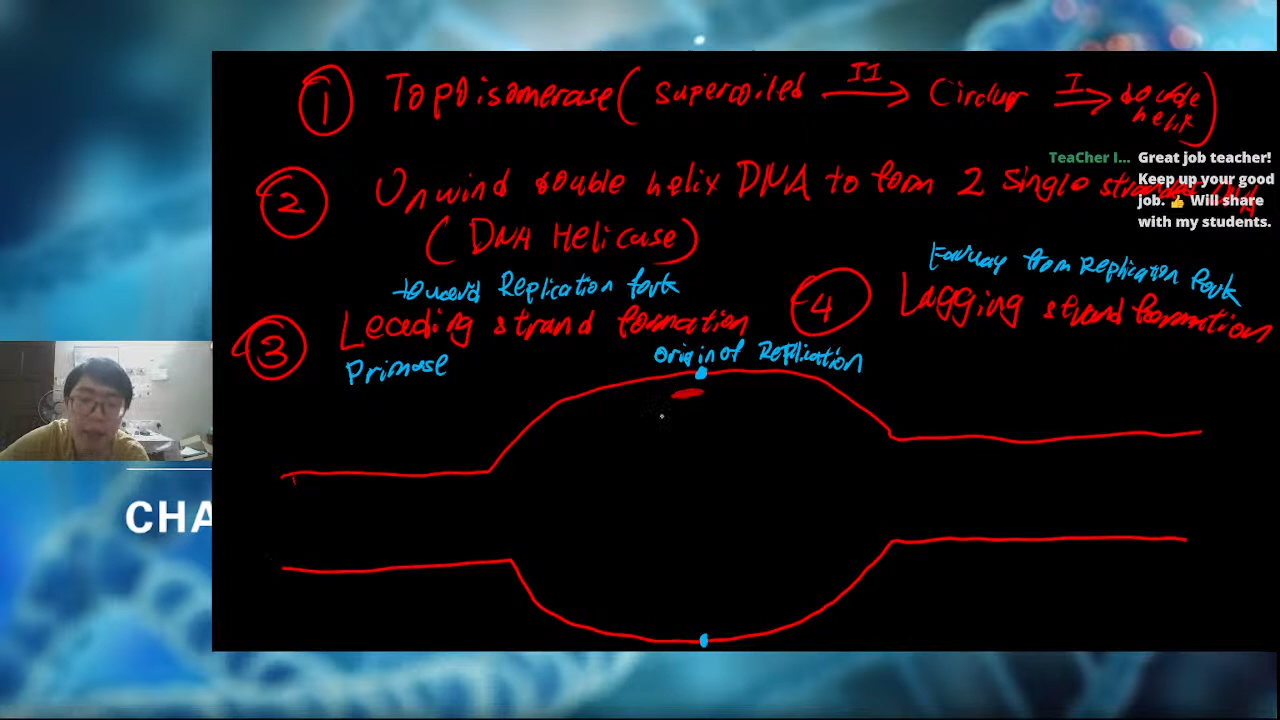 1 Topoisomerase (supercoiled II Circular I double
helix)
2 Unwind double helix DNA to form 2 single stranded DNA
(DNA Helicase)
TeaCher I... Great job teacher!
Keep up your good
job. 👍 Will share
with my students.
toward Replication fork
from Replication fork
3 Leading strand formation
4 Lagging strand formation
Primase
origin of Replication
CHA